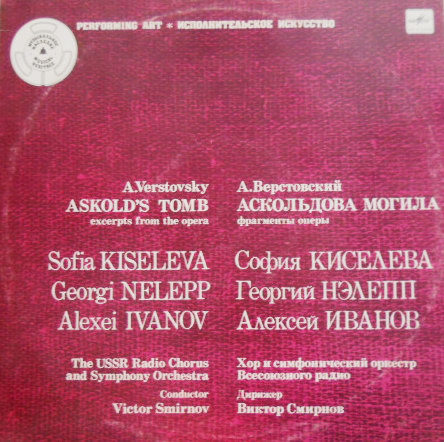 PERFORMING ART * ИСПОЛНИТЕЛЬСКОЕ ИСКУССТВО
A.Verstovsky
ASKOLD'S TOMB
excerpts from the opera
Sofia KISELEVA
Georgi NELEPP
Alexei IVANOV
The USSR Radio Chorus
and Symphony Orchestra
Conductor
Victor Smirnov
А.Верстовский
АСКОЛЬДОВА МОГИЛА
фрагменты оперы
София КИСЕЛЕВА
Георгий НЭЛЕПП
Алексей ИВАНОВ
Хор и симфонический оркестр
Всесоюзного радио
Дирижер
Виктор Смирнов